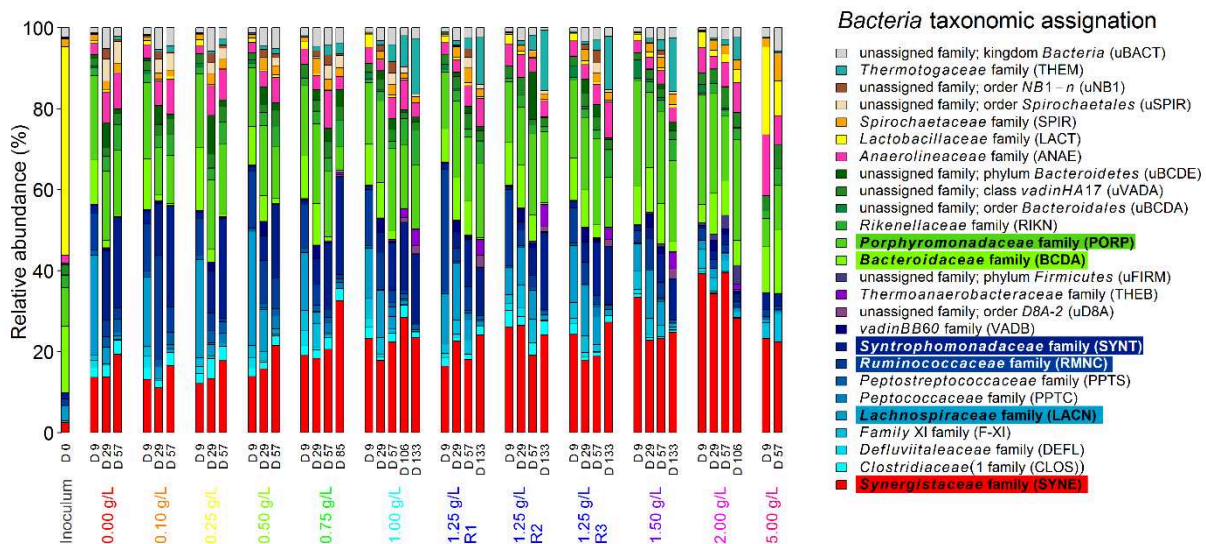 100
80
60
40
20
0
Relative abundance (%)
D 0
D 9
D 29
D 57
D 9
D 29
D 57
D 9
D 29
D 57
D 9
D 29
D 57
D 9
D 29
D 57
D 85
D 9
D 29
D 57
D 106
D 133
D 9
D 29
D 57
D 133
D 9
D 29
D 57
D 133
D 9
D 29
D 57
D 133
D 9
D 29
D 57
D 133
D 9
D 29
D 57
D 106
D 9
D 57
Inoculum
0.00 g/L
0.10 g/L
0.25 g/L
0.50 g/L
0.75 g/L
1.00 g/L
1.25 g/L
R1
1.25 g/L
R2
1.25 g/L
R3
1.50 g/L
2.00 g/L
5.00 g/L
Bacteria taxonomic assignation
unassigned family; kingdom Bacteria (uBACT)
Thermotogaceae family (THEM)
unassigned family; order NB1−n (uNB1)
unassigned family; order Spirochaetales (uSPIR)
Spirochaetaceae family (SPIR)
Lactobacillaceae family (LACT)
Anaerolineaceae family (ANAE)
unassigned family; phylum Bacteroidetes (uBCDE)
unassigned family; class vadinHA17 (uVADA)
unassigned family; order Bacteroidales (uBCDA)
Rikenellaceae family (RIKN)
Porphyromonadaceae family (PORP)
Bacteroidaceae family (BCDA)
unassigned family; phylum Firmicutes (uFIRM)
Thermoanaerobacteraceae family (THEB)
unassigned family; order D8A-2 (uD8A)
vadinBB60 family (VADB)
Syntrophomonadaceae family (SYNT)
Ruminococcaceae family (RMNC)
Peptostreptococcaceae family (PPTS)
Peptococcaceae family (PPTC)
Lachnospiraceae family (LACN)
Family XI family (F-XI)
Defluviitaleaceae family (DEFL)
Clostridiaceae(1 family (CLOS))
Synergistaceae family (SYNE)